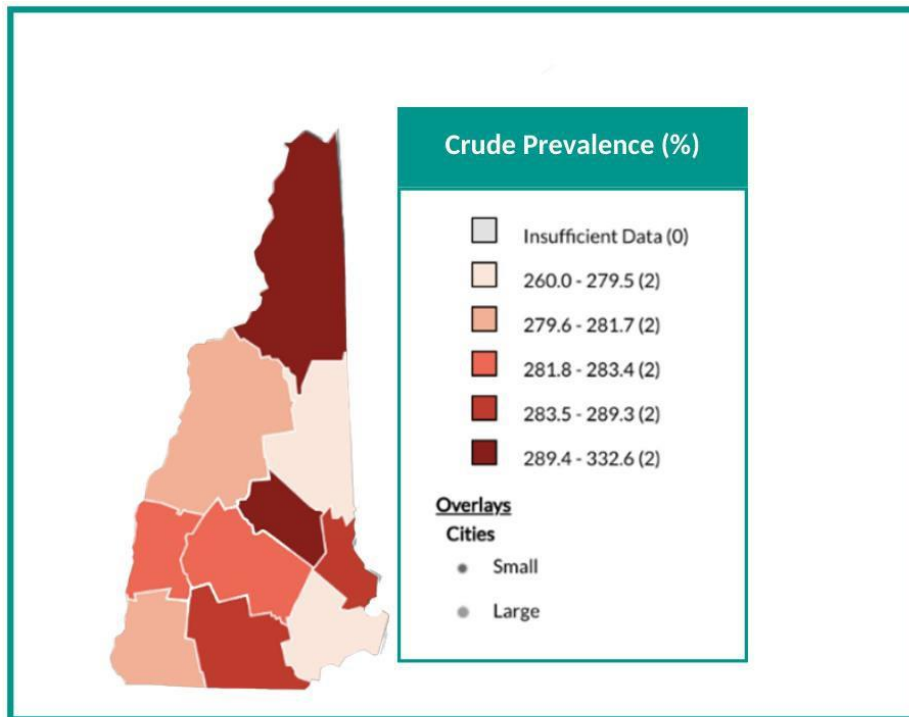 Crude Prevalence (%)
Insufficient Data (0)
260.0 - 279.5 (2)
279.6 - 281.7 (2)
281.8 - 283.4 (2)
283.5 - 289.3 (2)
289.4 - 332.6 (2)
Overlays
Cities
Small
Large